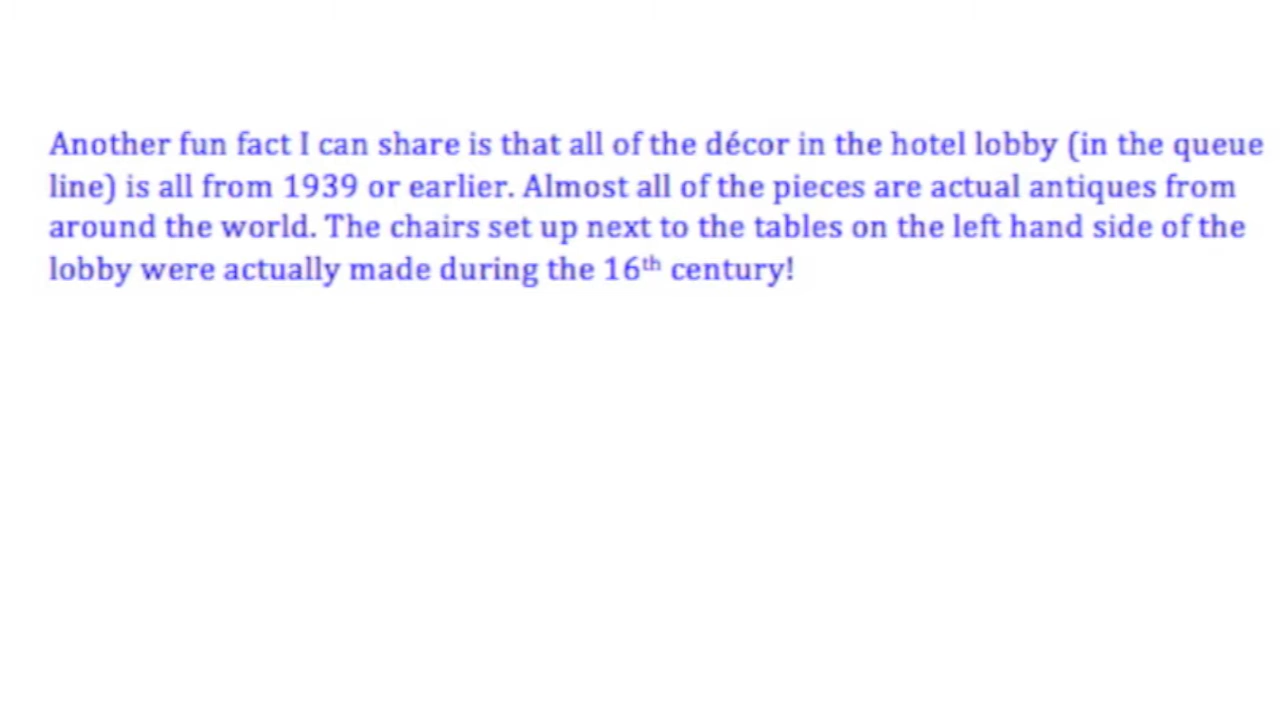 Another fun fact I can share is that all of the décor in the hotel lobby (in the queue
line) is all from 1939 or earlier. Almost all of the pieces are actual antiques from
around the world. The chairs set up next to the tables on the left hand side of the
lobby were actually made during the 16th century!